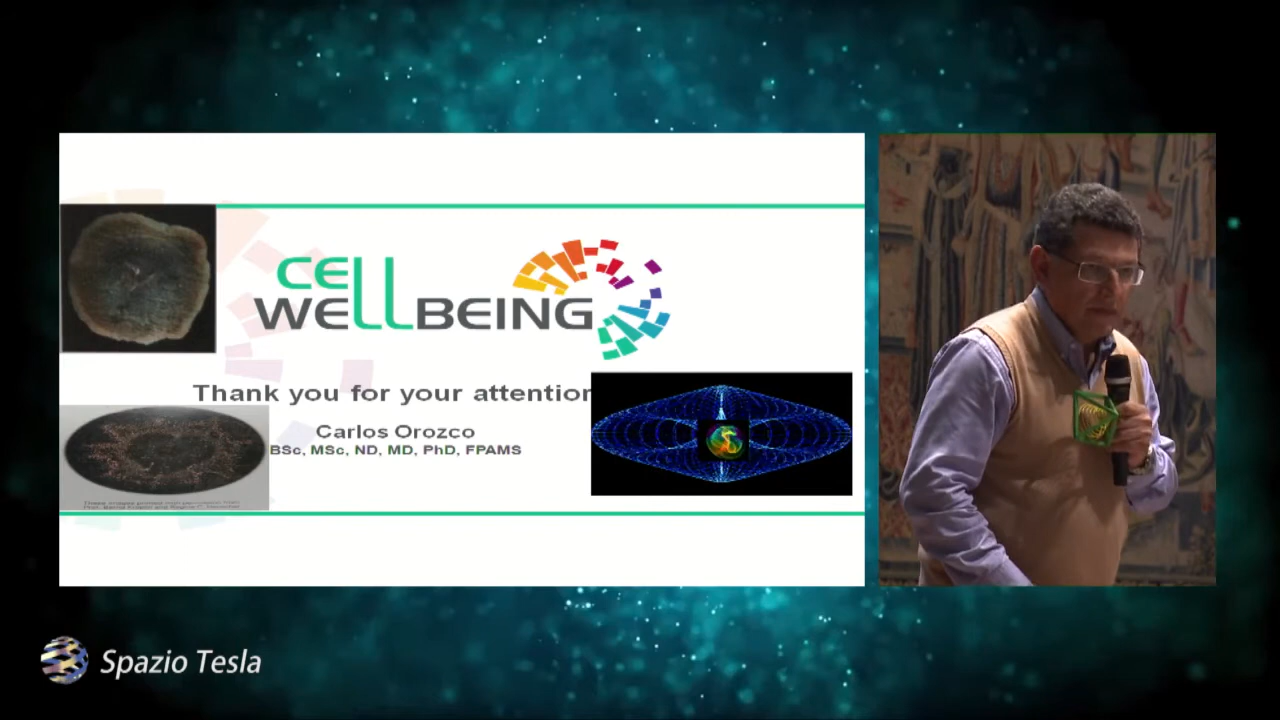 CELL
WELLBEING
Thank you for your attention
Carlos Orozco
BSc, MSc, ND, MD, PhD, FPAMS
Spazio Tesla